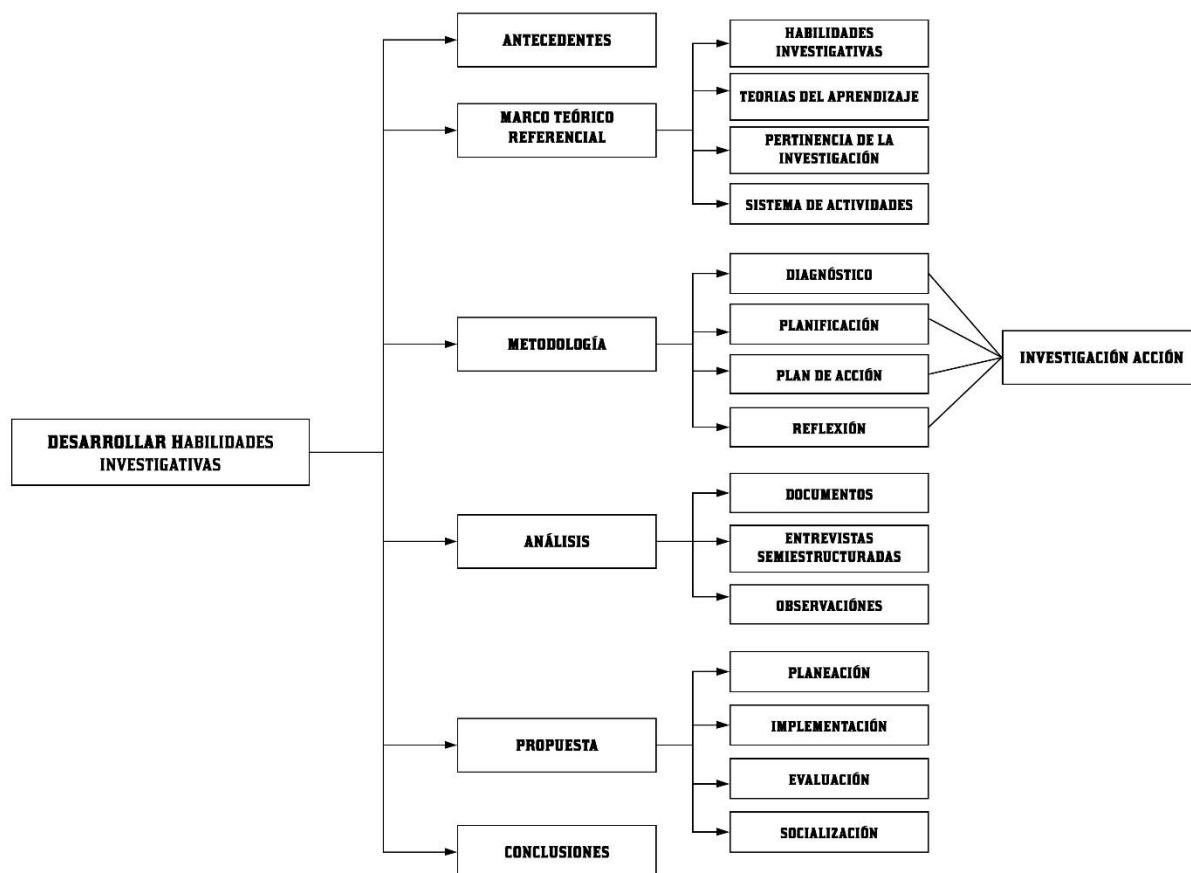 ANTECEDENTES
MARCO TEÓRICO
REFERENCIAL
HABILIDADES
INVESTIGATIVAS
TEORIAS DEL APRENDIZAJE
PERTINENCIA DE LA
INVESTIGACIÓN
SISTEMA DE ACTIVIDADES
METODOLOGÍA
DIAGNÓSTICO
PLANIFICACIÓN
PLAN DE ACCIÓN
REFLEXIÓN
INVESTIGACIÓN ACCIÓN
DESARROLLAR HABILIDADES
INVESTIGATIVAS
ANÁLISIS
DOCUMENTOS
ENTREVISTAS
SEMIESTRUCTURADAS
OBSERVACIÓNES
PROPUESTA
PLANEACIÓN
IMPLEMENTACIÓN
EVALUACIÓN
SOCIALIZACIÓN
CONCLUSIONES